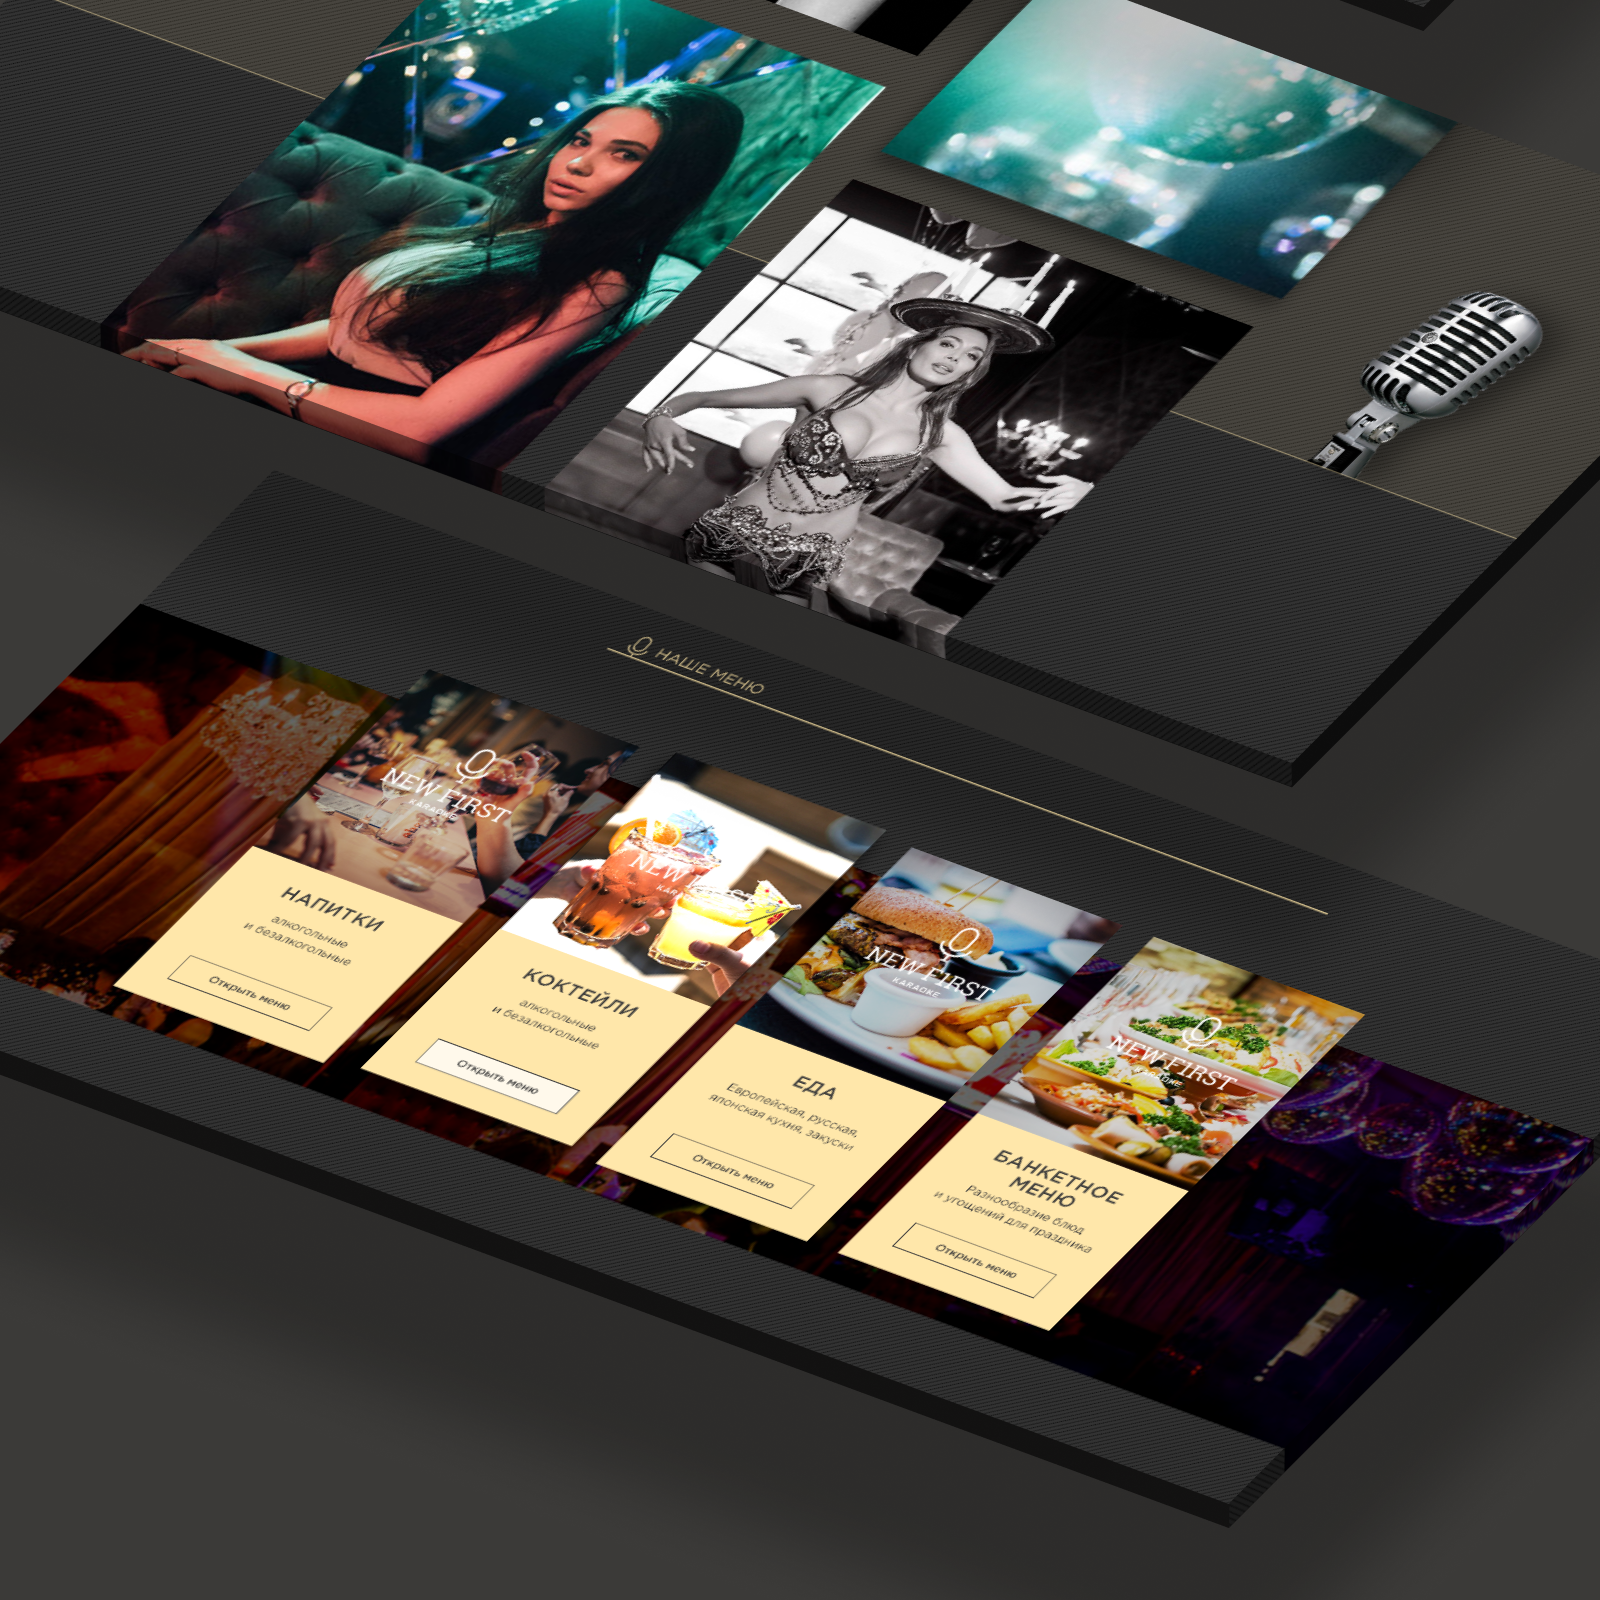 НАШЕ МЕНЮ
NEW FIRST
KARAOKE
НАПИТКИ
алкогольные
и безалкогольные
Открыть меню
NEW
KAR
КОКТЕЙЛИ
алкогольные
и безалкогольные
Открыть меню
NEW FIRST
KARAOKE
ЕДА
Европейская, русская,
японская кухня, закуски
Открыть меню
NEW FIRST
KARAOKE
БАНКЕТНОЕ
МЕНЮ
Разнообразие блюд
и угощений для праздника
Открыть меню